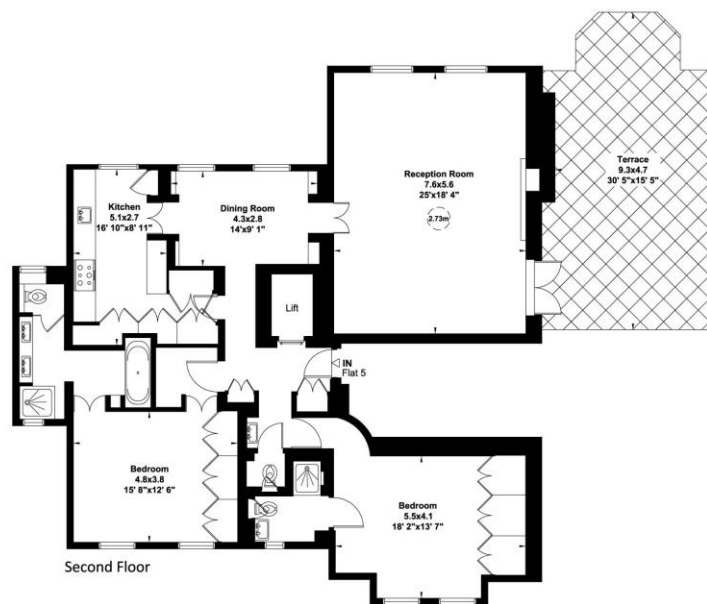 Reception Room
7.6x5.6
25'x18' 4"
2.73m
Terrace
9.3x4.7
30' 5"x15' 5"
Kitchen
5.1x2.7
16' 10"x8' 11"
Dining Room
4.3x2.8
14'x9' 1"
Lift
IN
Flat 5
Bedroom
4.8x3.8
15' 8"x12' 6"
Bedroom
5.5x4.1
18' 2"x13' 7"
Second Floor